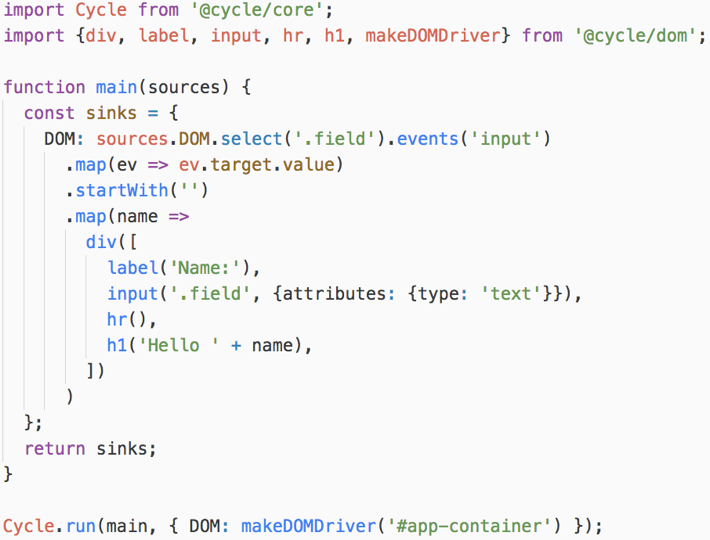 import Cycle from '@cycle/core';
import {div, label, input, hr, h1, makeDOMDriver} from '@cycle/dom';

function main(sources) {
  const sinks = {
    DOM: sources.DOM.select('.field').events('input')
      .map(ev => ev.target.value)
      .startWith('')
      .map(name =>
        div([
          label('Name:'),
          input('.field', {attributes: {type: 'text'}}),
          hr(),
          h1('Hello ' + name),
        ])
      )
  };
  return sinks;
}

Cycle.run(main, { DOM: makeDOMDriver('#app-container') });